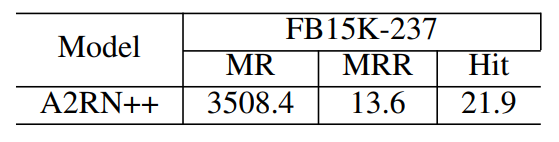 Model FB15K-237
MR MRR Hit
A2RN++ 3508.4 13.6 21.9